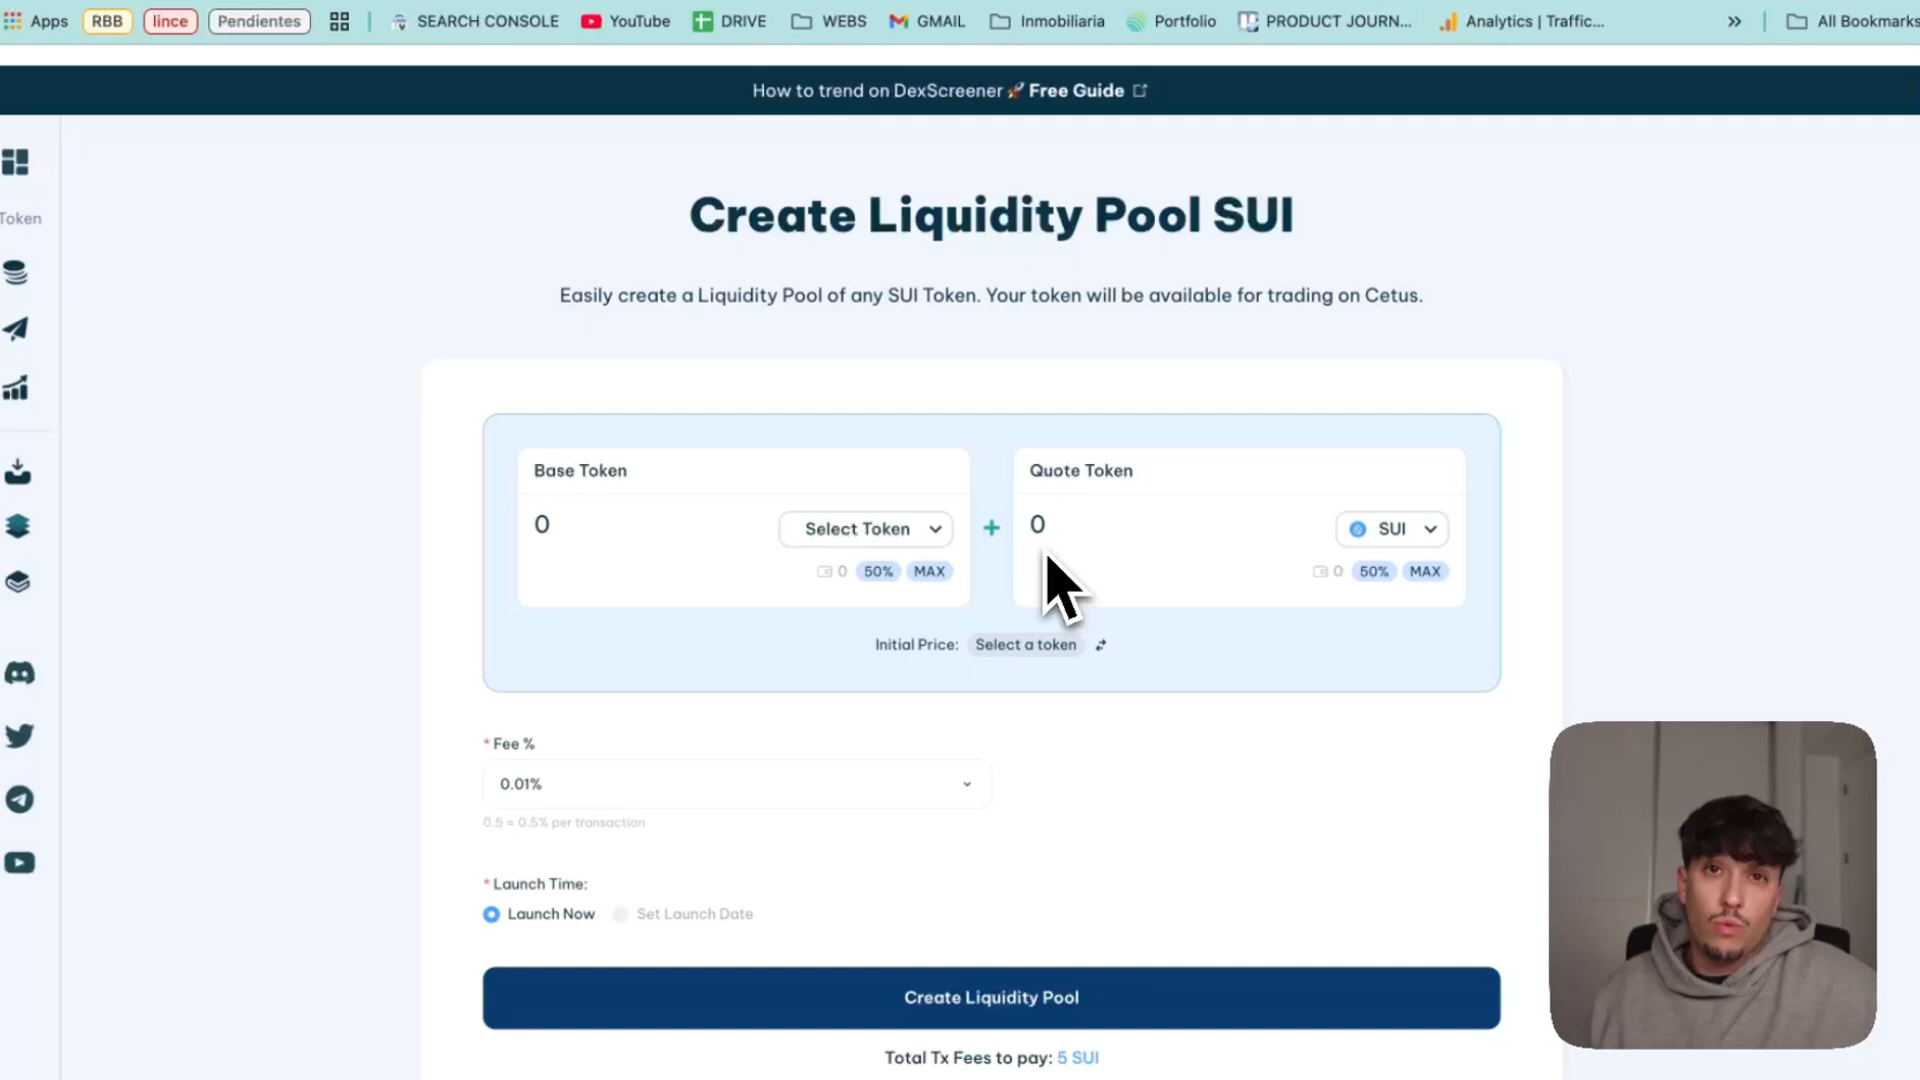 Apps RBB lince Pendientes SEARCH CONSOLE YouTube DRIVE WEBS GMAIL Inmobiliaria Portfolio PRODUCT JOURN... Analytics | Traffic... » All Bookmarks
How to trend on DexScreener 🚀 Free Guide
Token
Create Liquidity Pool SUI
Easily create a Liquidity Pool of any SUI Token. Your token will be available for trading on Cetus.
Base Token
0 Select Token
0 50% MAX
+
Quote Token
0 SUI
0 50% MAX
Initial Price: Select a token
* Fee %
0.01%
0.5 = 0.5% per transaction
* Launch Time:
Launch Now Set Launch Date
Create Liquidity Pool
Total Tx Fees to pay: 5 SUI